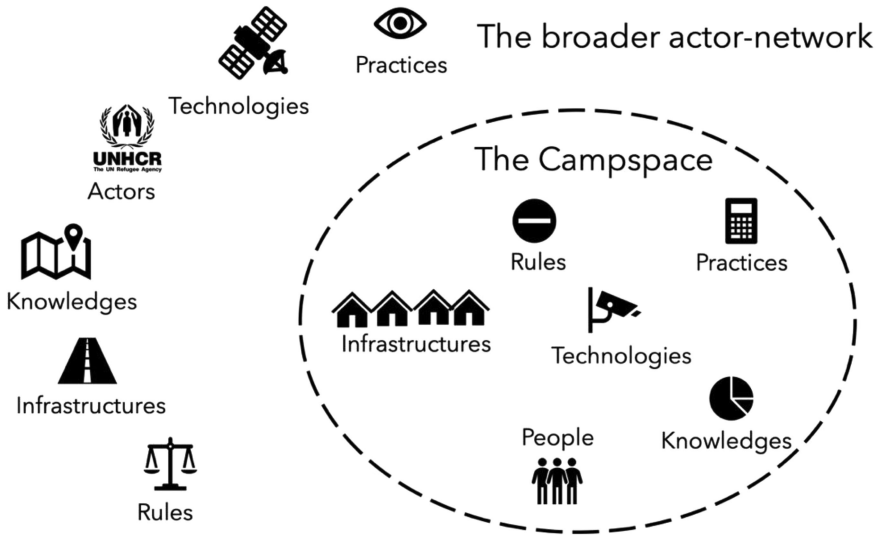 The broader actor-network
Practices
Technologies
UNHCR
The UN Refugee Agency
Actors
Knowledges
Infrastructures
Rules
The Campspace
Rules
Practices
Infrastructures
Technologies
People
Knowledges